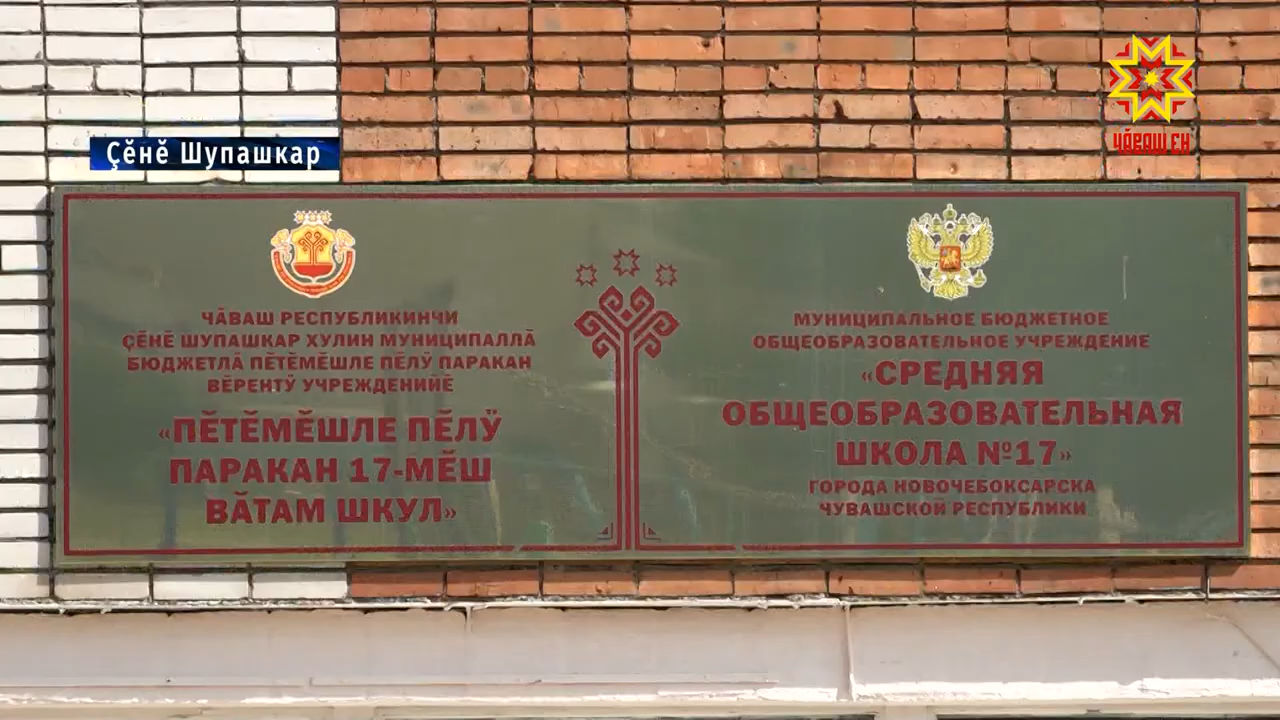 Ҫӗнӗ Шупашкар
ЧӐВАШ ЕН
ЧӐВАШ РЕСПУБЛИКИНЧИ
ҪӖНӖ ШУПАШКАР ХУЛИН МУНИЦИПАЛЛӐ
БЮДЖЕТЛӐ ПӖТӖМӖШЛЕ ПӖЛӲ ПАРАКАН
ВӖРЕНТӲ УЧРЕЖДЕНИЙӖ
«ПӖТӖМӖШЛЕ ПӖЛӲ
ПАРАКАН 17-МӖШ
ВӐТАМ ШКУЛ»
МУНИЦИПАЛЬНОЕ БЮДЖЕТНОЕ
ОБЩЕОБРАЗОВАТЕЛЬНОЕ УЧРЕЖДЕНИЕ
«СРЕДНЯЯ
ОБЩЕОБРАЗОВАТЕЛЬНАЯ
ШКОЛА №17»
ГОРОДА НОВОЧЕБОКСАРСКА
ЧУВАШСКОЙ РЕСПУБЛИКИ